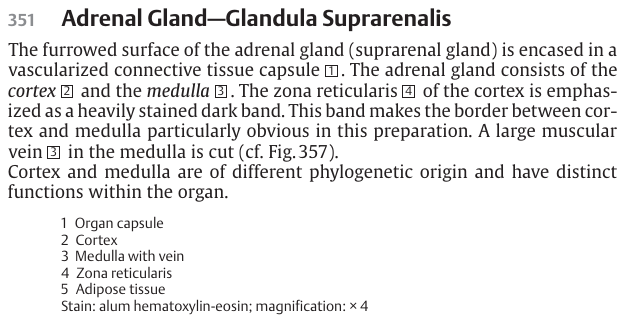 351 Adrenal Gland—Glandula Suprarenalis
The furrowed surface of the adrenal gland (suprarenal gland) is encased in a
vascularized connective tissue capsule 1. The adrenal gland consists of the
cortex 2 and the medulla 3. The zona reticularis 4 of the cortex is emphas-
ized as a heavily stained dark band. This band makes the border between cor-
tex and medulla particularly obvious in this preparation. A large muscular
vein 3 in the medulla is cut (cf. Fig. 357).
Cortex and medulla are of different phylogenetic origin and have distinct
functions within the organ.
1 Organ capsule
2 Cortex
3 Medulla with vein
4 Zona reticularis
5 Adipose tissue
Stain: alum hematoxylin-eosin; magnification: × 4